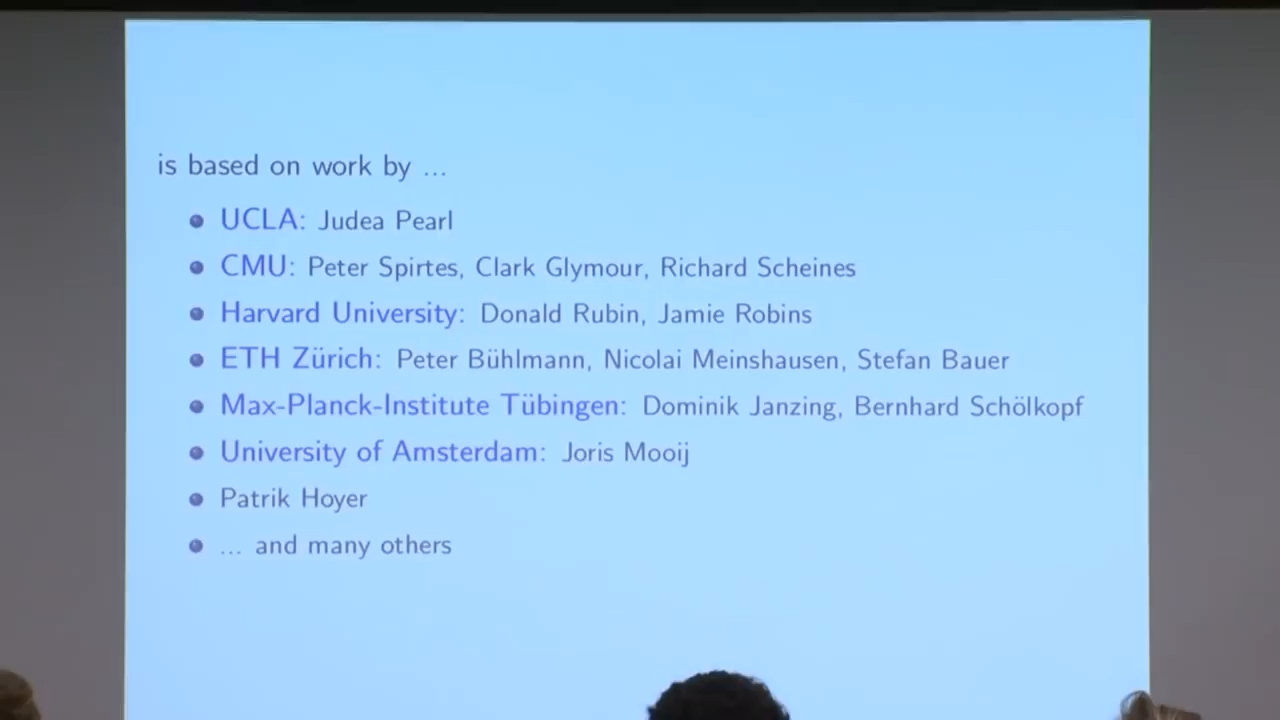 is based on work by ...
UCLA: Judea Pearl
CMU: Peter Spirtes, Clark Glymour, Richard Scheines
Harvard University: Donald Rubin, Jamie Robins
ETH Zürich: Peter Bühlmann, Nicolai Meinshausen, Stefan Bauer
Max-Planck-Institute Tübingen: Dominik Janzing, Bernhard Schölkopf
University of Amsterdam: Joris Mooij
Patrik Hoyer
... and many others